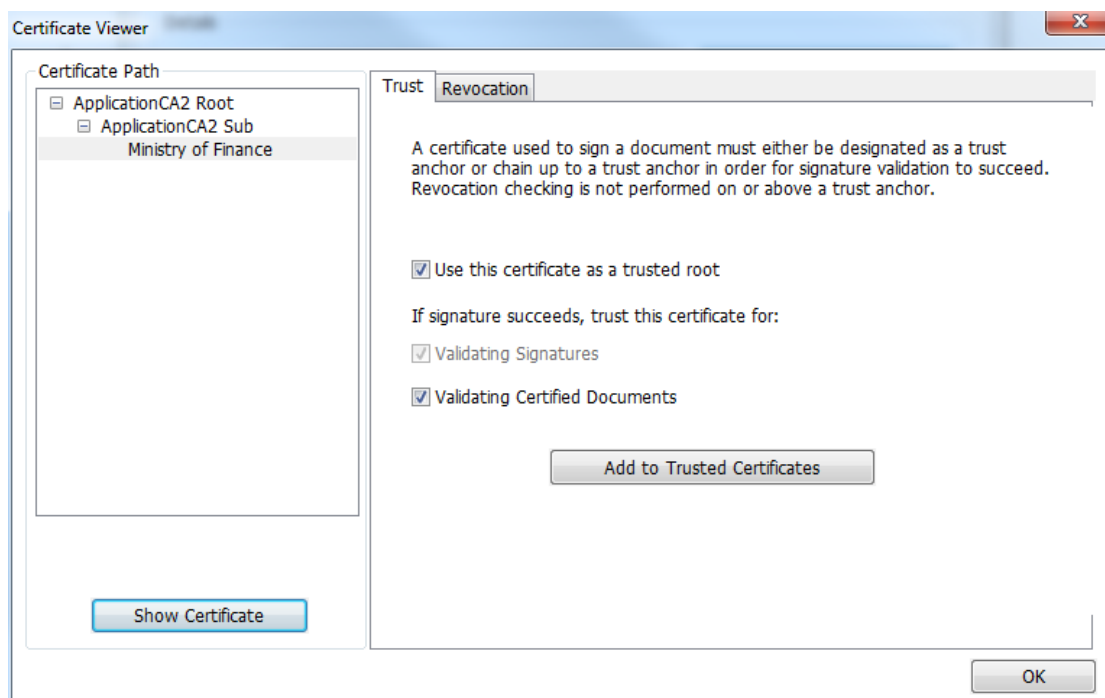 Certificate Viewer
Certificate Path
ApplicationCA2 Root
ApplicationCA2 Sub
Ministry of Finance
Show Certificate
Trust
Revocation
A certificate used to sign a document must either be designated as a trust
anchor or chain up to a trust anchor in order for signature validation to succeed.
Revocation checking is not performed on or above a trust anchor.
Use this certificate as a trusted root
If signature succeeds, trust this certificate for:
Validating Signatures
Validating Certified Documents
Add to Trusted Certificates
OK